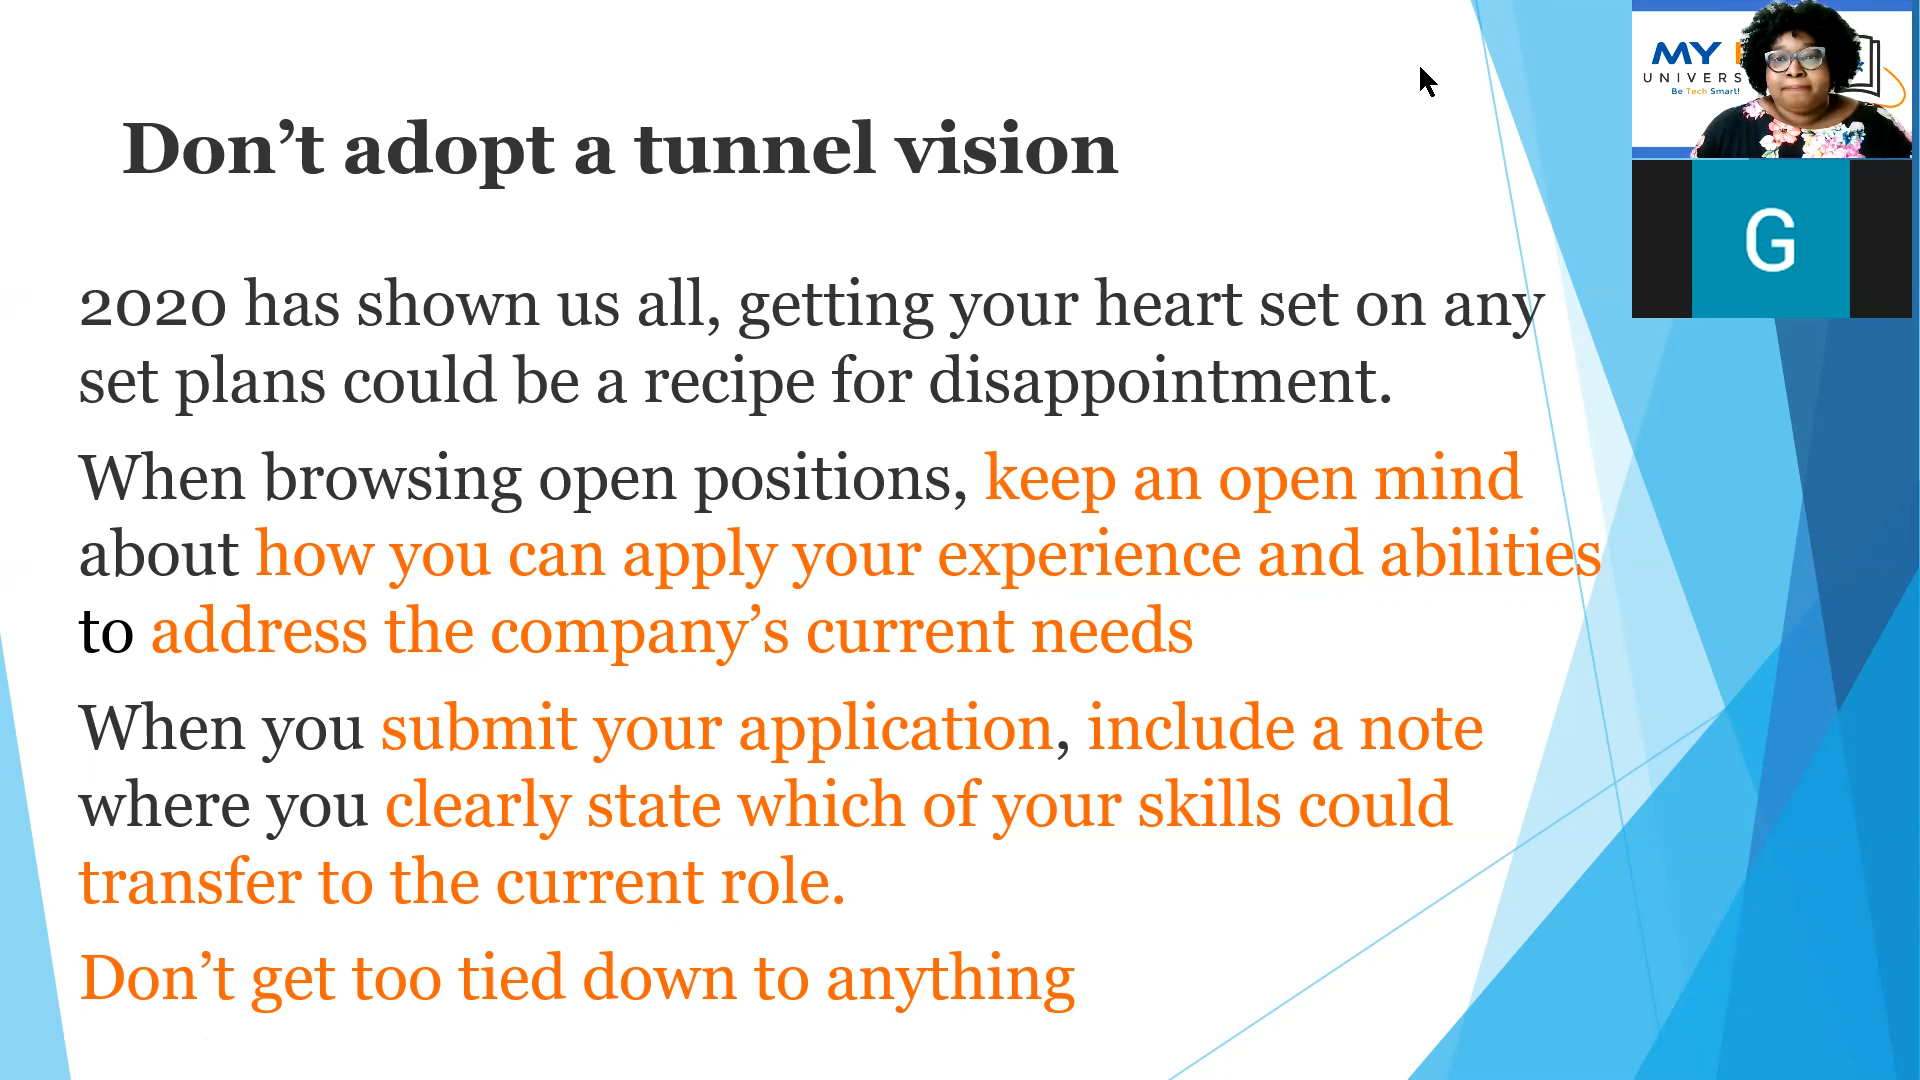 Don’t adopt a tunnel vision
2020 has shown us all, getting your heart set on any
set plans could be a recipe for disappointment.
When browsing open positions, keep an open mind
about how you can apply your experience and abilities
to address the company’s current needs
When you submit your application, include a note
where you clearly state which of your skills could
transfer to the current role.
Don’t get too tied down to anything
MY
UNIVERS
Be Tech Smart!
G